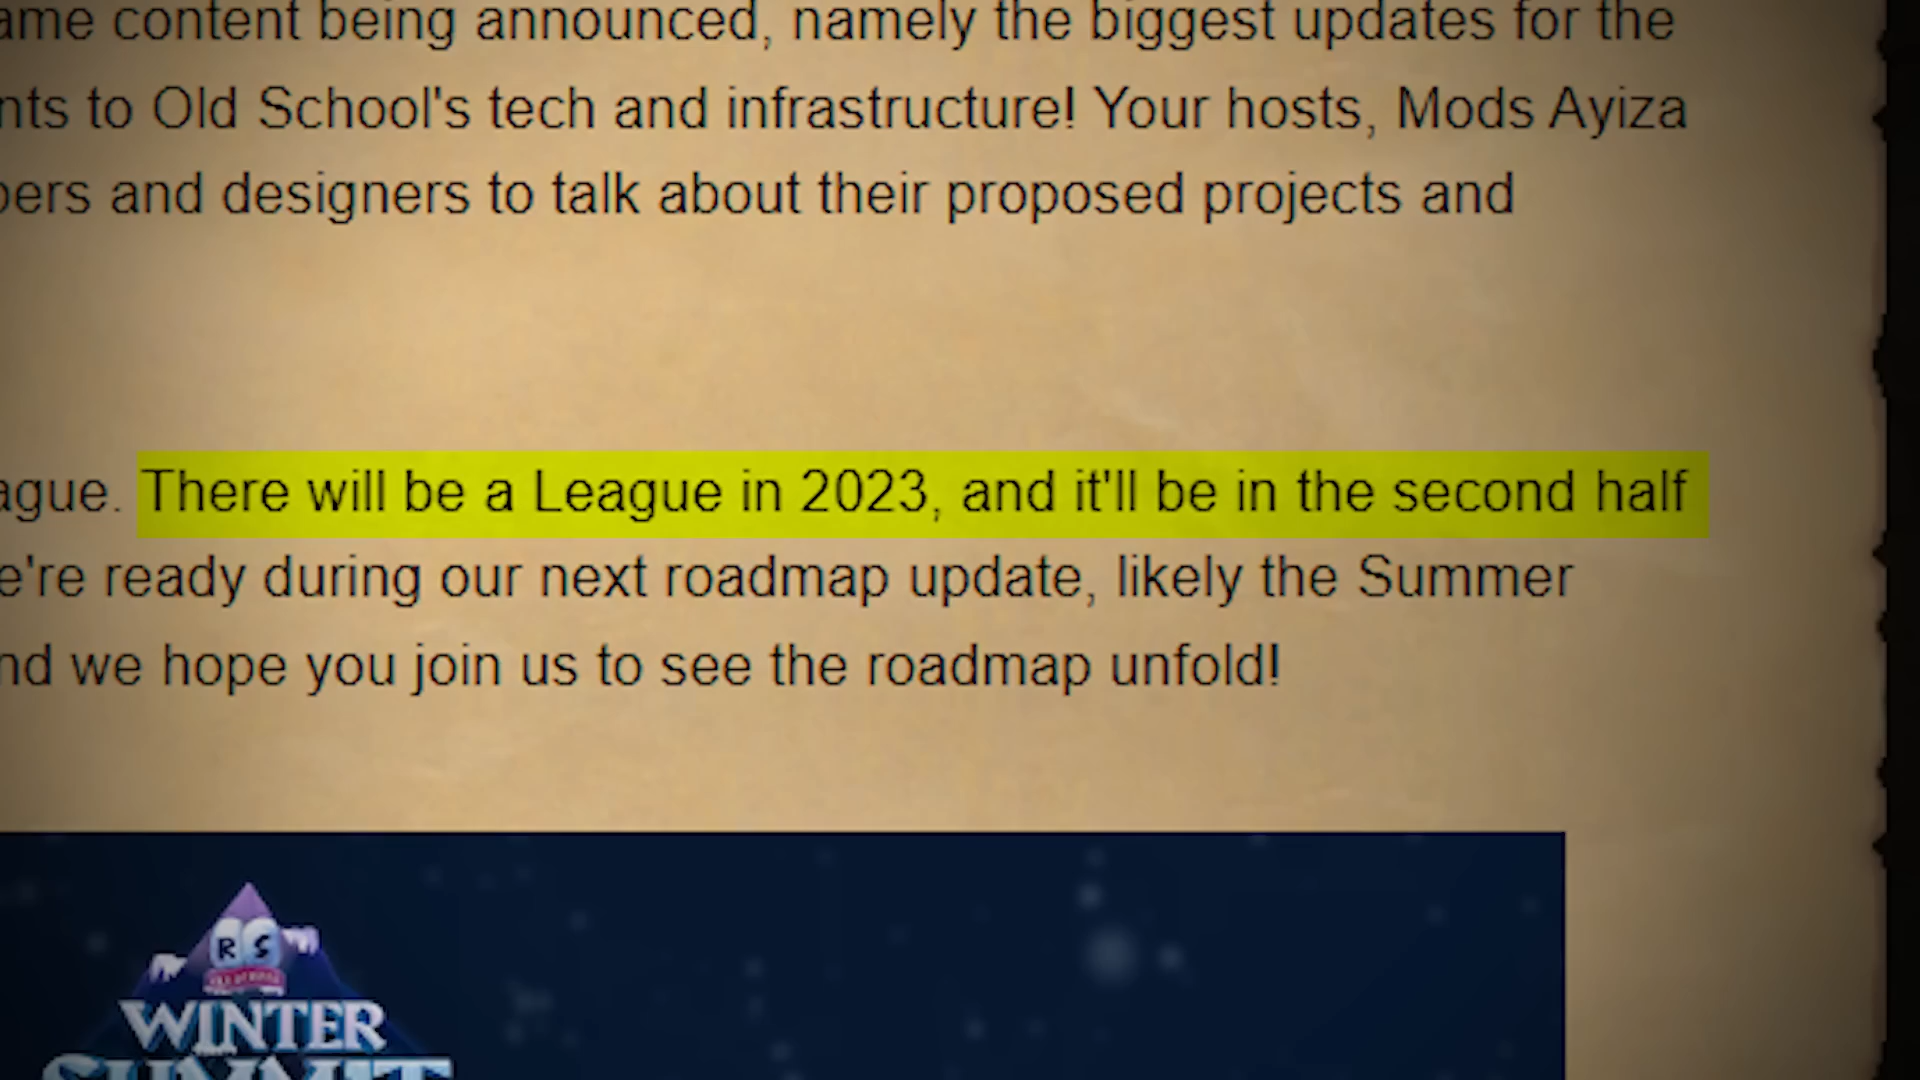 ame content being announced, namely the biggest updates for the
nts to Old School's tech and infrastructure! Your hosts, Mods Ayiza
pers and designers to talk about their proposed projects and
ague. There will be a League in 2023, and it'll be in the second half
e're ready during our next roadmap update, likely the Summer
nd we hope you join us to see the roadmap unfold!
RS
WINTER
SUMMIT